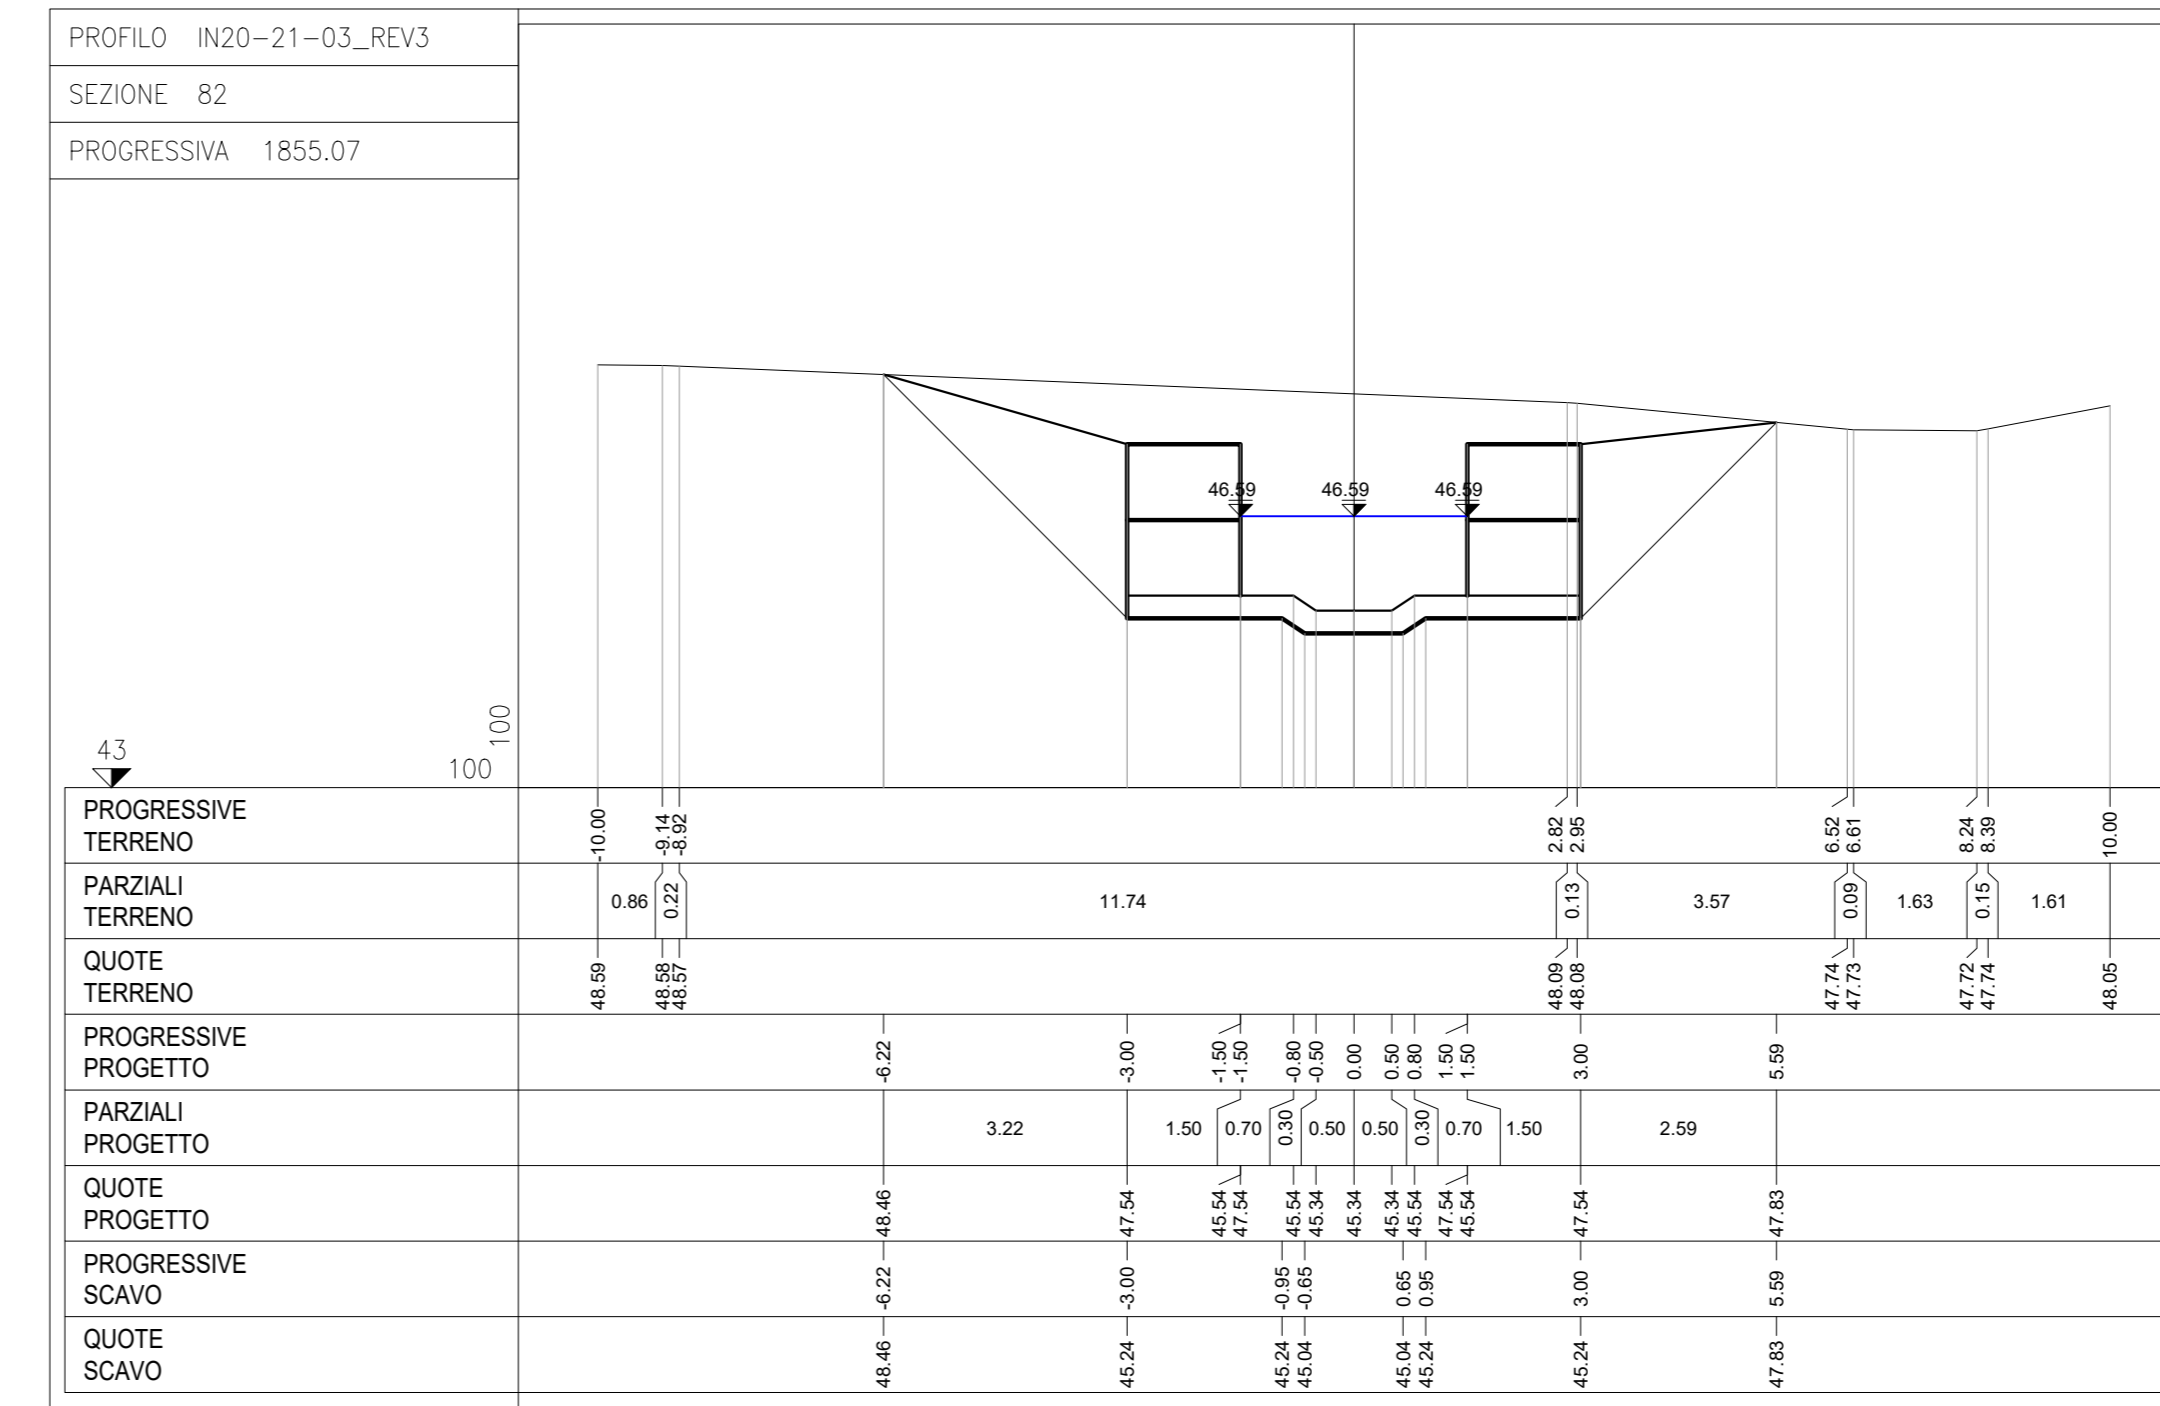 PROFILO IN20-21-03_REV3
SEZIONE 82
PROGRESSIVA 1855.07
46.59 46.59 46.59
43
100
100
PROGRESSIVE
TERRENO
-10.00 -9.14 -8.92 2.82 2.95 6.52 6.61 8.24 8.39 10.00
PARZIALI
TERRENO
0.86 0.22 11.74 0.13 3.57 0.09 1.63 0.15 1.61
QUOTE
TERRENO
48.59 48.58 48.57 48.09 48.08 47.74 47.73 47.72 47.74 48.05
PROGRESSIVE
PROGETTO
-6.22 -3.00 -1.50 -1.50 -0.80 -0.50 0.00 0.50 0.80 1.50 1.50 3.00 5.59
PARZIALI
PROGETTO
3.22 1.50 0.70 0.30 0.50 0.50 0.30 0.70 1.50 2.59
QUOTE
PROGETTO
48.46 47.54 45.54 47.54 45.54 45.34 45.34 45.34 45.54 47.54 45.54 47.54 47.83
PROGRESSIVE
SCAVO
-6.22 -3.00 -0.95 -0.65 0.65 0.95 3.00 5.59
QUOTE
SCAVO
48.46 45.24 45.24 45.04 45.04 45.24 45.24 47.83